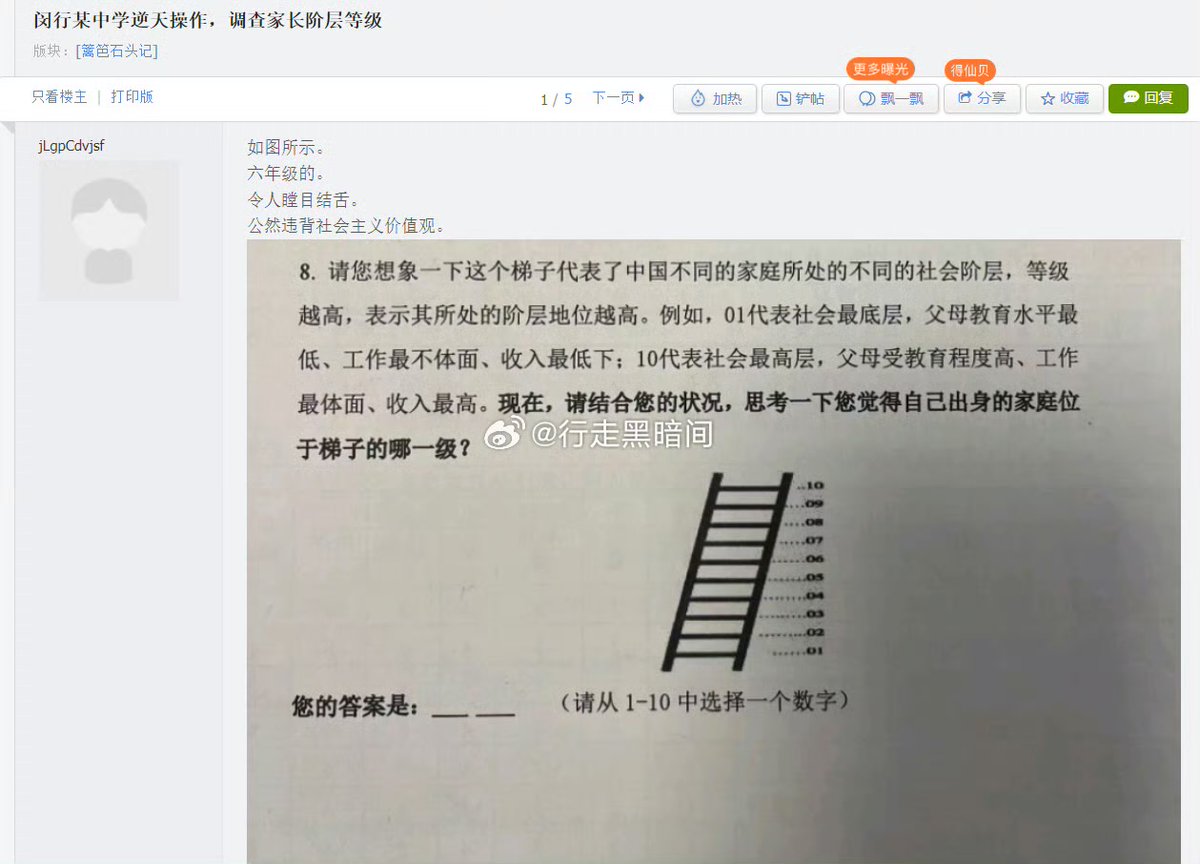 闵行某中学逆天操作，调查家长阶层等级
版块：[篱笆石头记]
更多曝光 得仙贝
只看楼主 | 打印版 1 / 5 下一页 加热 铲帖 飘一飘 分享 收藏 回复
jLgpCdvjsf
如图所示。
六年级的。
令人瞠目结舌。
公然违背社会主义价值观。
8. 请您想象一下这个梯子代表了中国不同的家庭所处的不同的社会阶层，等级
越高，表示其所处的阶层地位越高。例如，01代表社会最底层，父母教育水平最
低、工作最不体面、收入最低下；10代表社会最高层，父母受教育程度高、工作
最体面、收入最高。现在，请结合您的状况，思考一下您觉得自己出身的家庭位
于梯子的哪一级？
@行走黑暗间
..10
....09
....08
.....07
.......06
........05
........04
.........03
.........02
......01
您的答案是：___ ___ （请从 1-10 中选择一个数字）